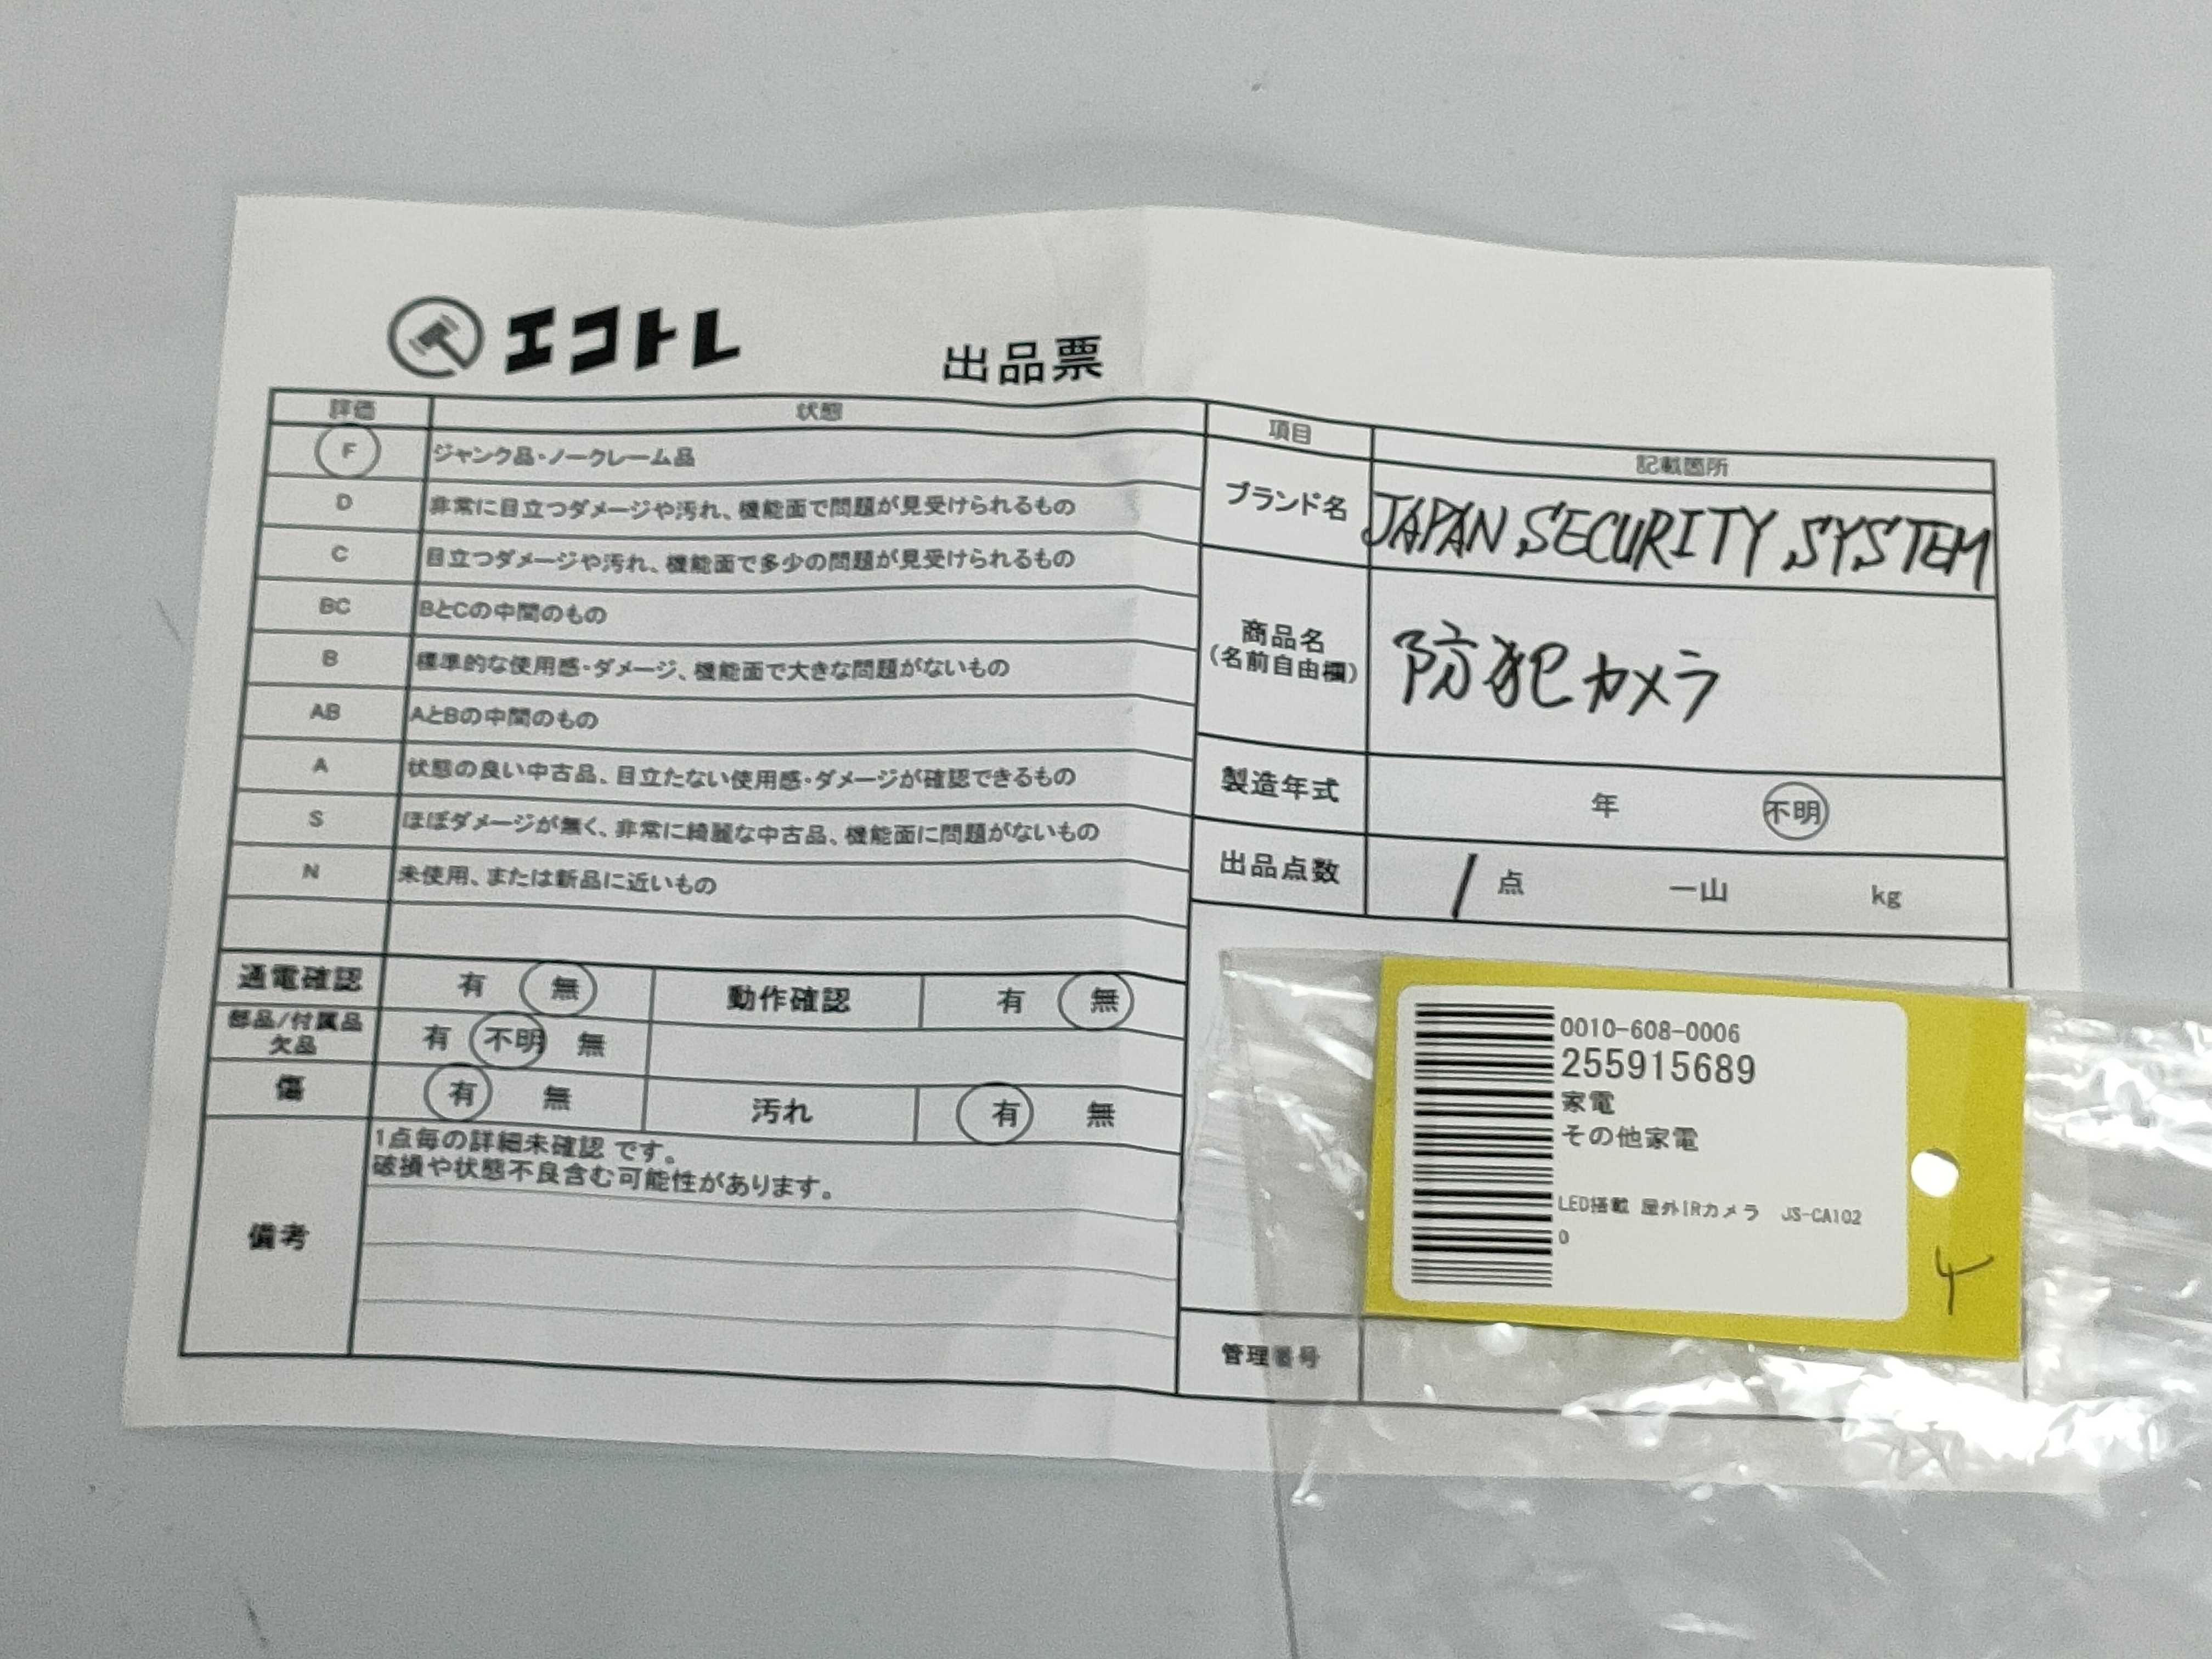 エコトレ 出品票
評価 状態
F ジャンク品・ノークレーム品
D 非常に目立つダメージや汚れ、機能面で問題が見受けられるもの
C 目立つダメージや汚れ、機能面で多少の問題が見受けられるもの
BC BとCの中間のもの
B 標準的な使用感・ダメージ、機能面で大きな問題がないもの
AB AとBの中間のもの
A 状態の良い中古品、目立たない使用感・ダメージが確認できるもの
S ほぼダメージが無く、非常に綺麗な中古品、機能面に問題がないもの
N 未使用、または新品に近いもの
通電確認 有 無 動作確認 有 無
部品/付属品
欠品 有 不明 無
傷 有 無 汚れ 有 無
備考
1点毎の詳細未確認 です。
破損や状態不良含む可能性があります。
項目 記載箇所
ブランド名 JAPAN SECURITY SYSTEM
商品名
(名前自由欄)
防犯カメラ
製造年式 年 不明
出品点数 1 点 一山 kg
管理番号
0010-608-0006
255915689
家電
その他家電
LED搭載 屋外IRカメラ JS-CA102
0